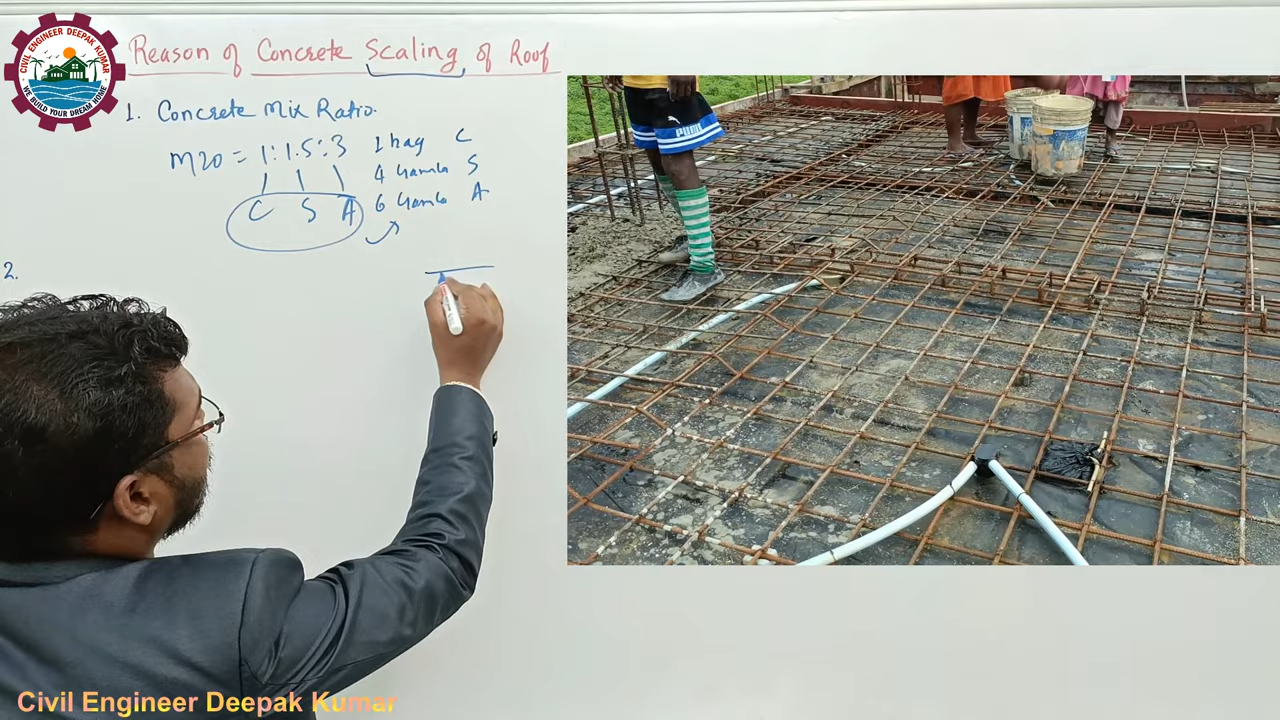 CIVIL ENGINEER DEEPAK KUMAR
WE BUILD YOUR DREAM HOME
Reason of Concrete Scaling of Roof
1. Concrete Mix Ratio.
M20 = 1:1.5:3
C S A
1 bag C
4 Gamla S
6 Gamla A
2.
PUMA
Civil Engineer Deepak Kumar